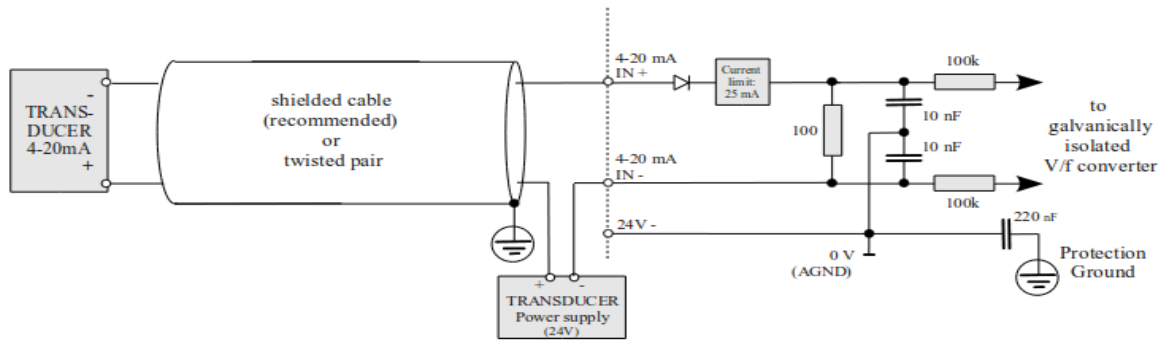 -
TRANS-
DUCER
4-20mA
+
shielded cable
(recommended)
or
twisted pair
4-20 mA
IN +
Current
limit:
25 mA
100k
10 nF
100
10 nF
to
galvanically
isolated
V/f converter
4-20 mA
IN -
100k
24V -
220 nF
0 V
(AGND)
Protection
Ground
+ -
TRANSDUCER
Power supply
(24V)